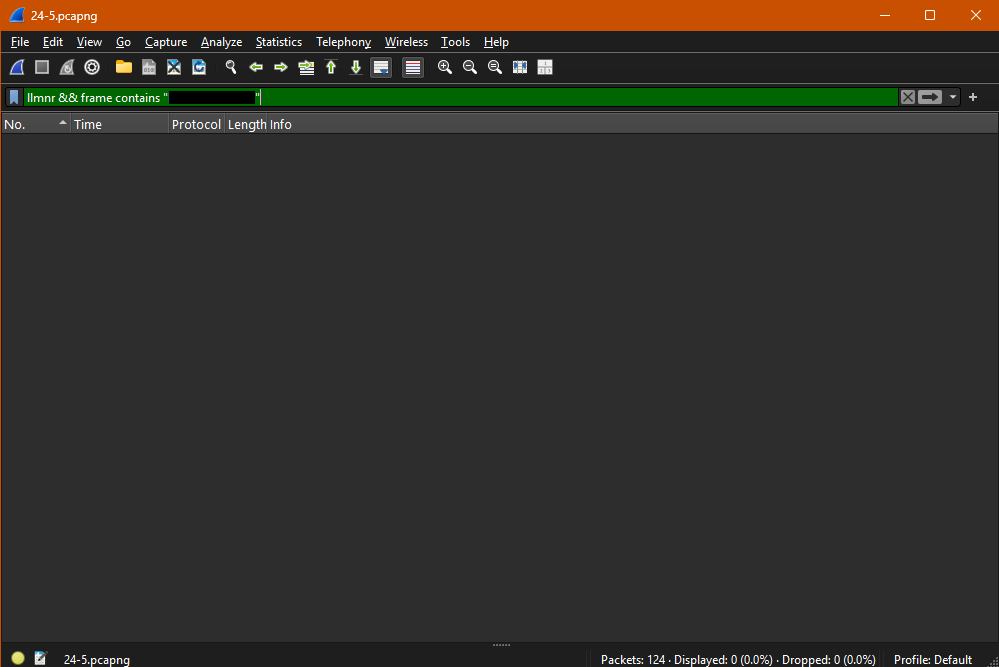 24-5.pcapng
File Edit View Go Capture Analyze Statistics Telephony Wireless Tools Help
llmnr && frame contains "          "
No. Time Protocol Length Info
24-5.pcapng Packets: 124 · Displayed: 0 (0.0%) · Dropped: 0 (0.0%) Profile: Default